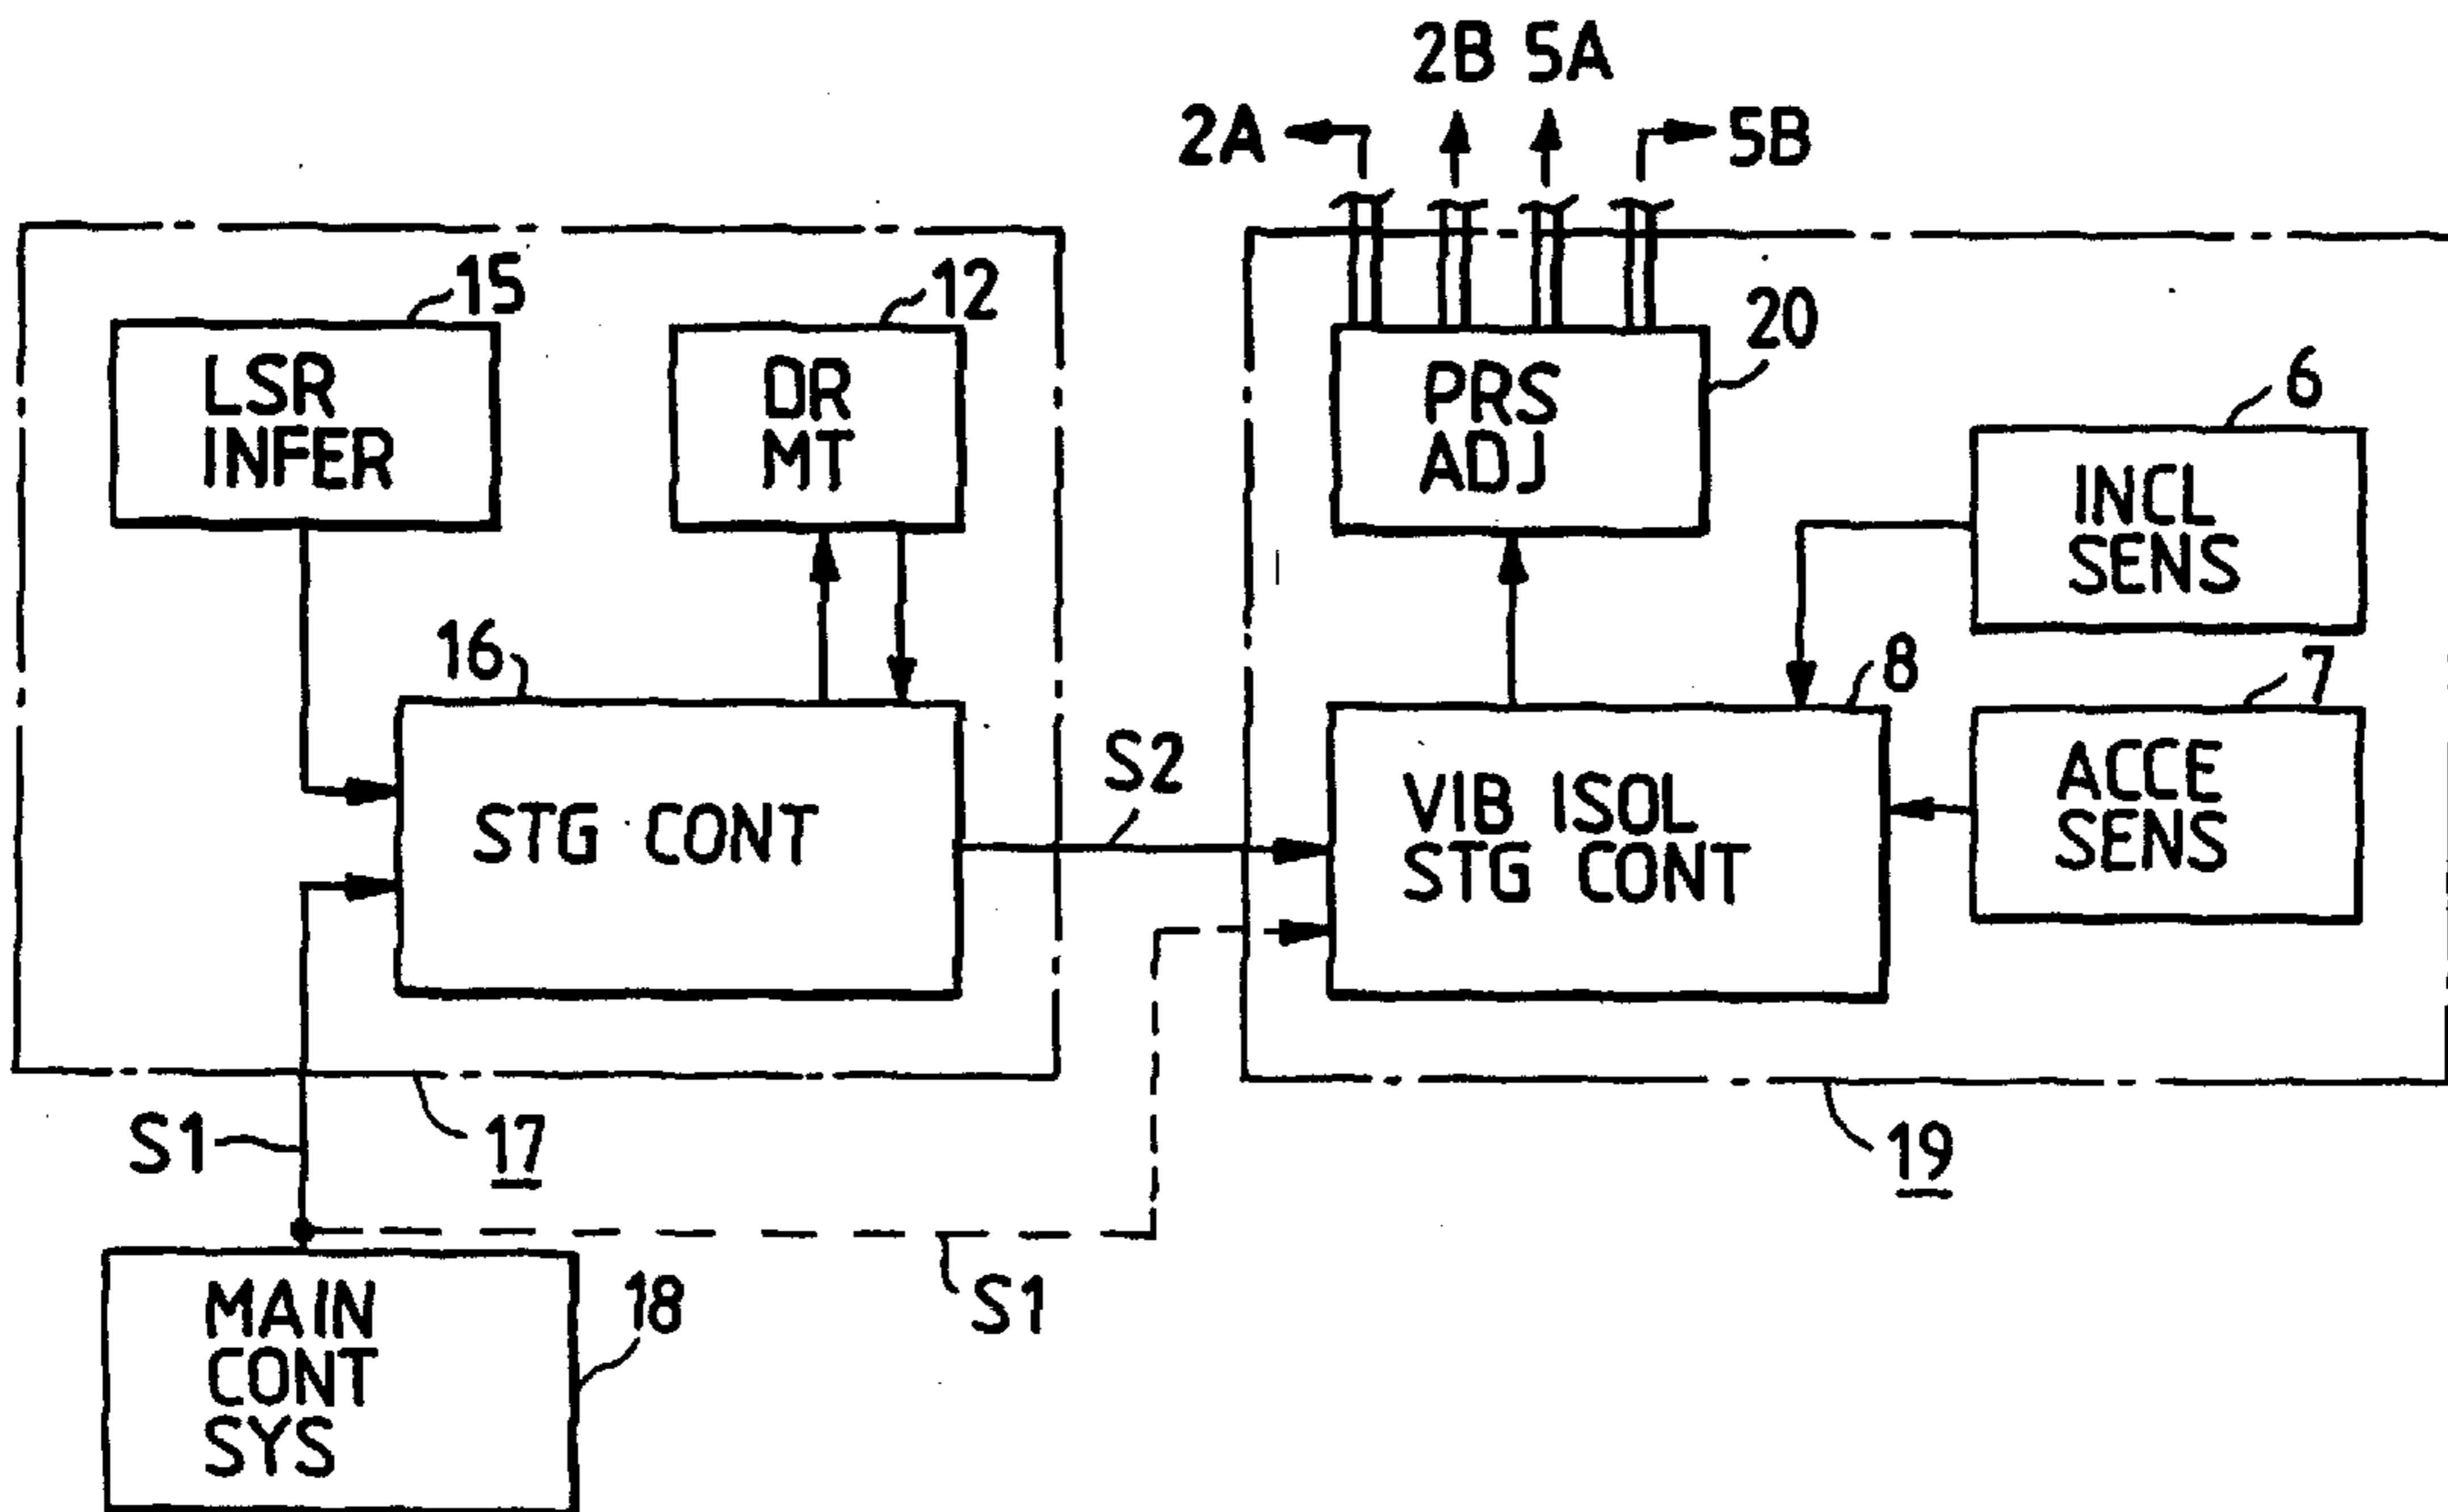 2B 5A
2A 5B
15
12
20
LSR
INFER
DR
MT
PRS
ADJ
6
INCL
SENS
16
8
7
STG CONT
S2
VIB ISOL
STG CONT
ACCE
SENS
S1
17
19
MAIN
CONT
SYS
18
S1